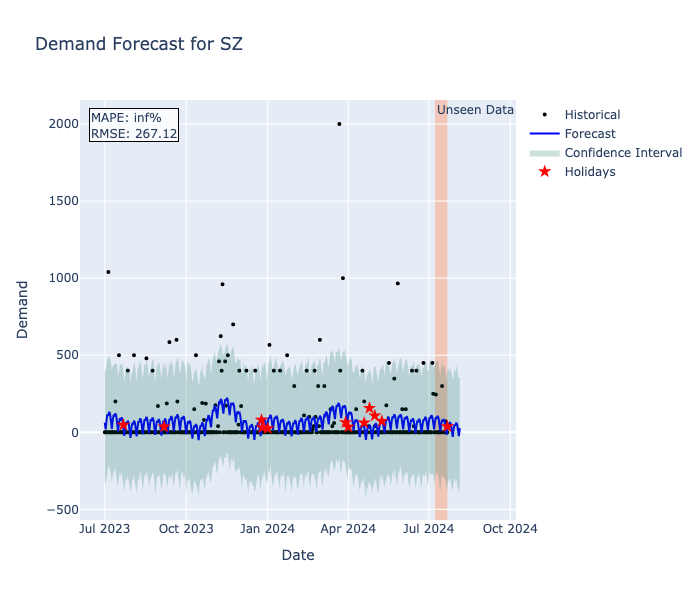 Demand Forecast for SZ
MAPE: inf%
RMSE: 267.12
Unseen Data
Historical
Forecast
Confidence Interval
Holidays
2000
1500
1000
500
0
−500
Demand
Jul 2023
Oct 2023
Jan 2024
Apr 2024
Jul 2024
Oct 2024
Date